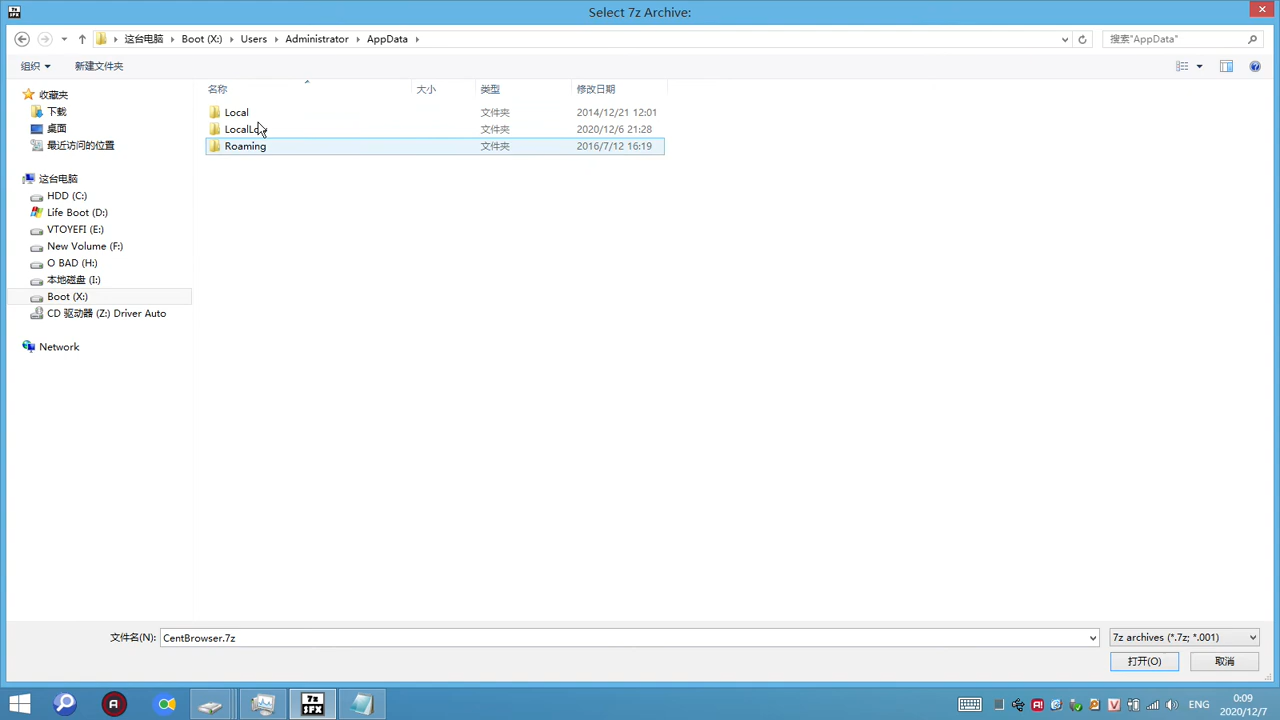 Select 7z Archive:
这台电脑 Boot (X:) Users Administrator AppData
搜索"AppData"
组织 新建文件夹
名称 大小 类型 修改日期
收藏夹
下载
桌面
最近访问的位置
这台电脑
HDD (C:)
Life Boot (D:)
VTOYEFI (E:)
New Volume (F:)
O BAD (H:)
本地磁盘 (I:)
Boot (X:)
CD 驱动器 (Z:) Driver Auto
Network
Local 文件夹 2014/12/21 12:01
文件夹 2020/12/6 21:28
Roaming 文件夹 2016/7/12 16:19
文件名(N): CentBrowser.7z 7z archives (*.7z; *.001)
打开(O) 取消
7z
SFX
ENG
0:09
2020/12/7